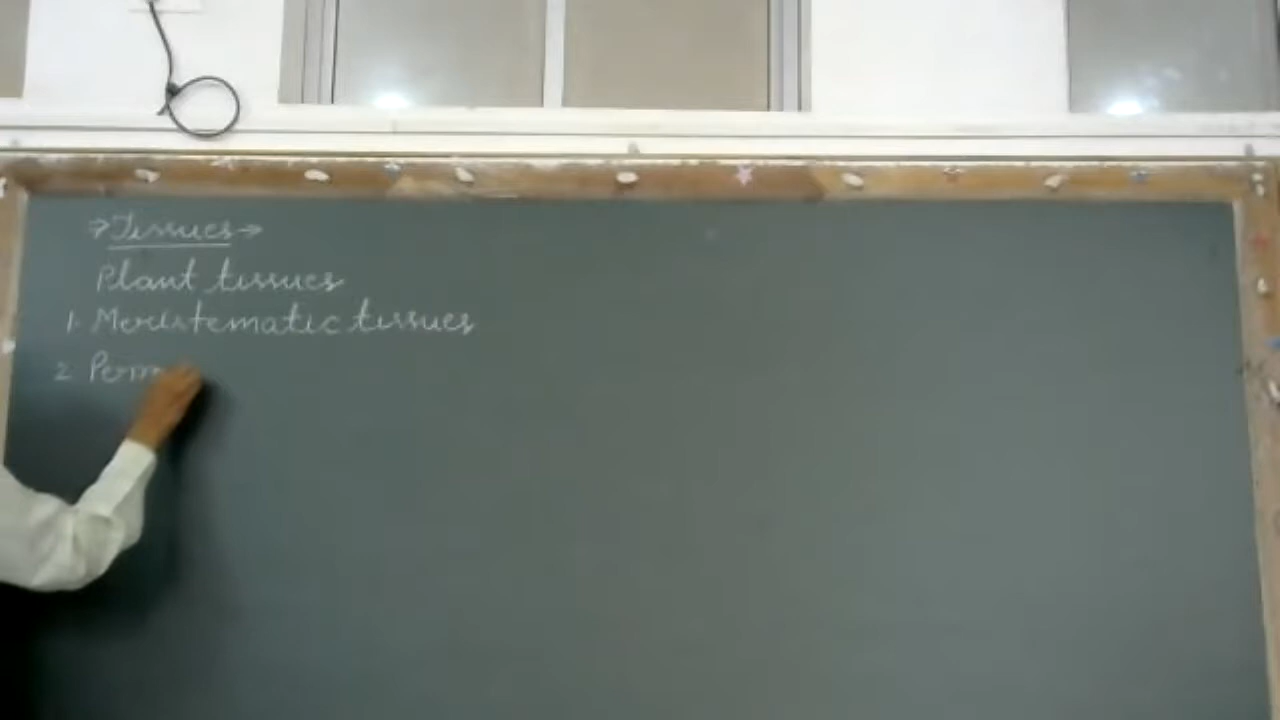 →Tissues→
Plant tissues
1. Meristematic tissues
2. Perm